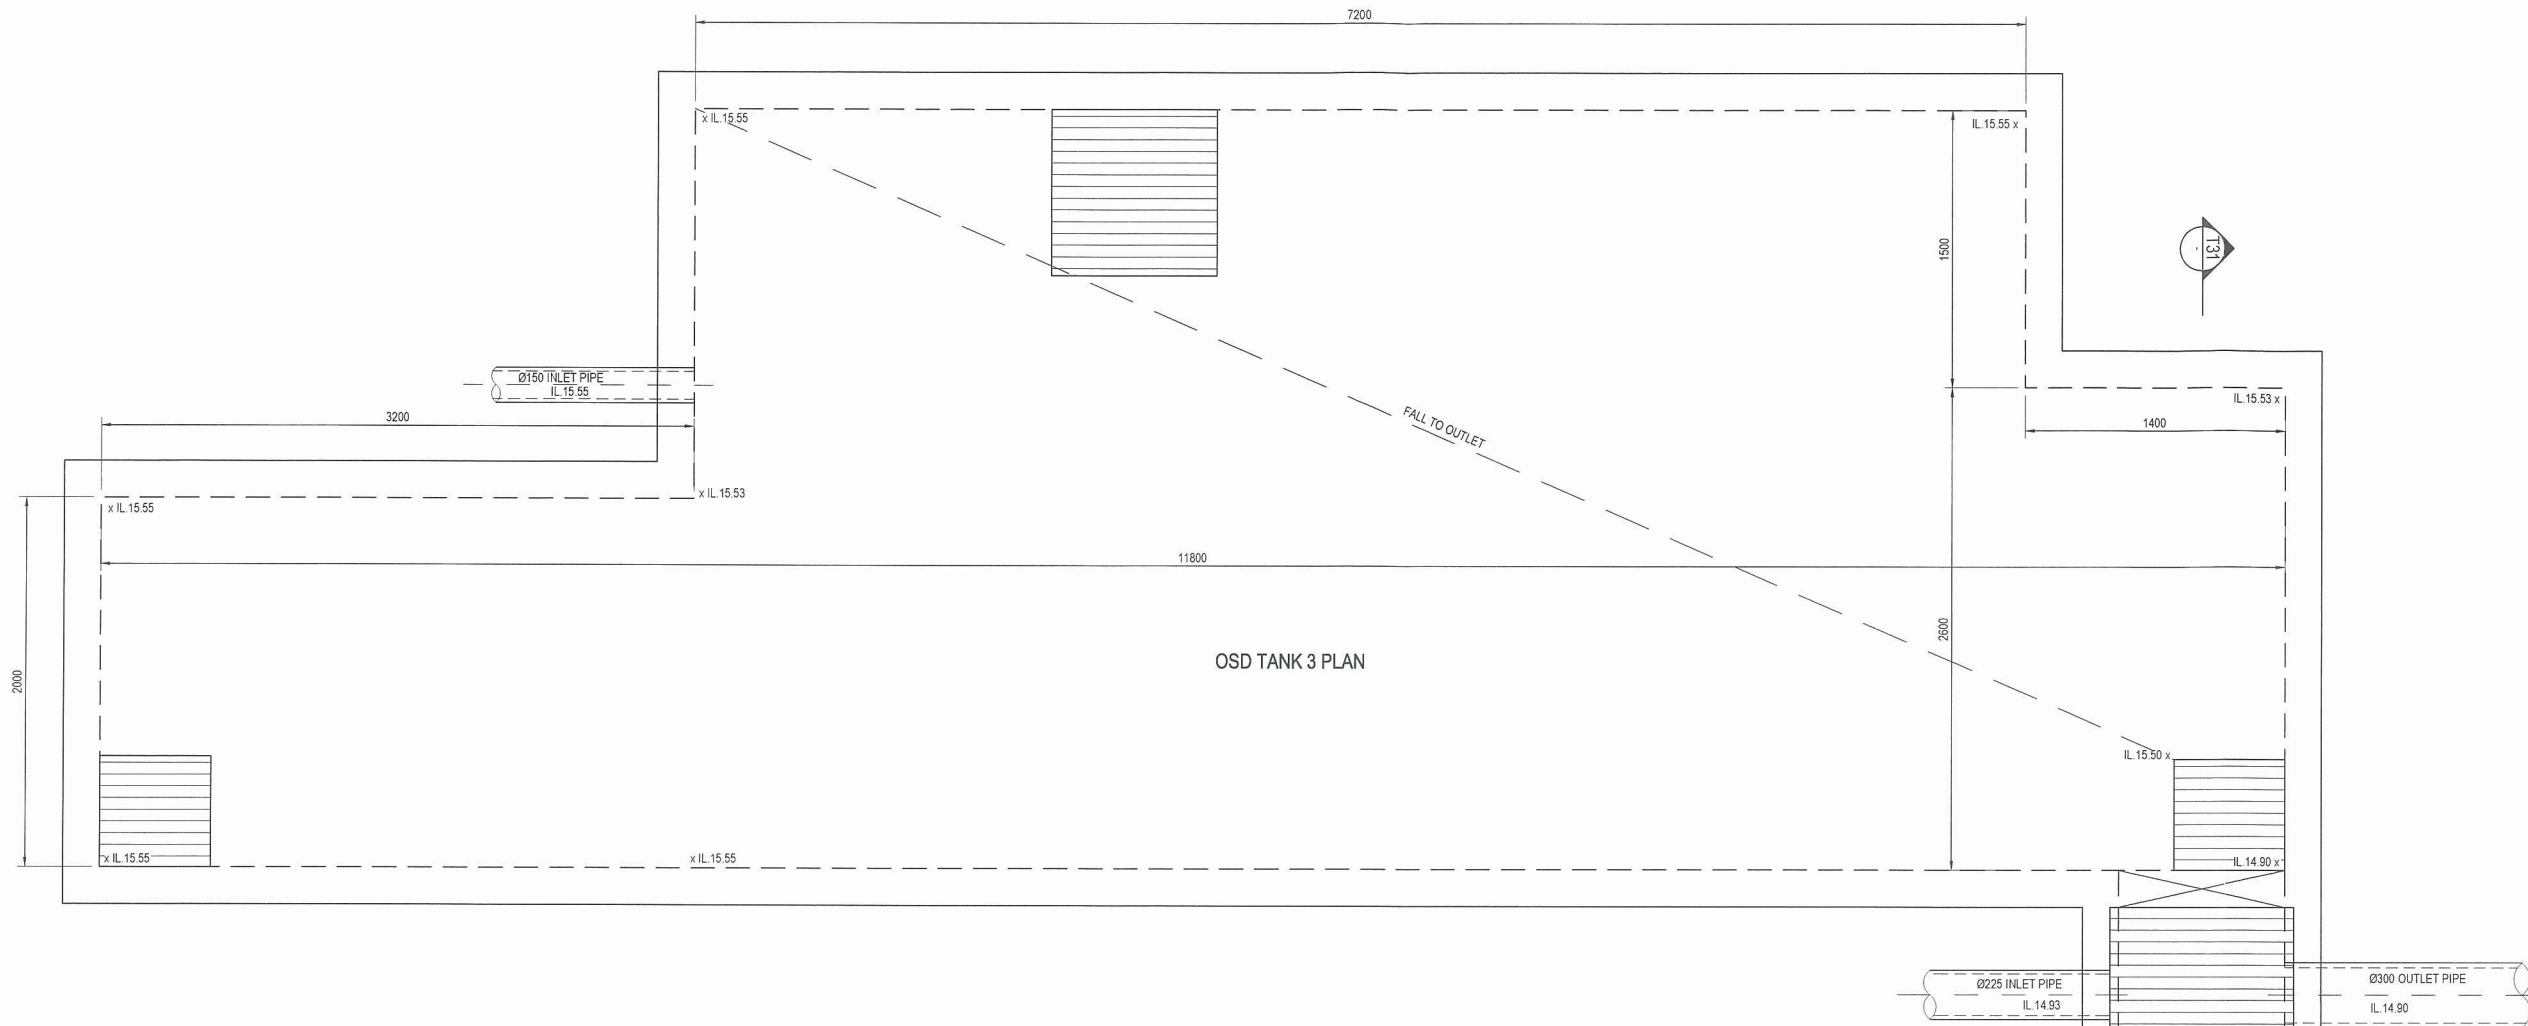 7200
x IL.15.55
IL.15.55 x
1500
T31
-
Ø150 INLET PIPE
IL.15.55
3200
FALL TO OUTLET
IL.15.53 x
1400
x IL.15.53
x IL.15.55
11800
2600
2000
OSD TANK 3 PLAN
IL.15.50 x
x IL.15.55
x IL.15.55
IL.14.90 x
Ø225 INLET PIPE
IL.14.93
Ø300 OUTLET PIPE
IL.14.90